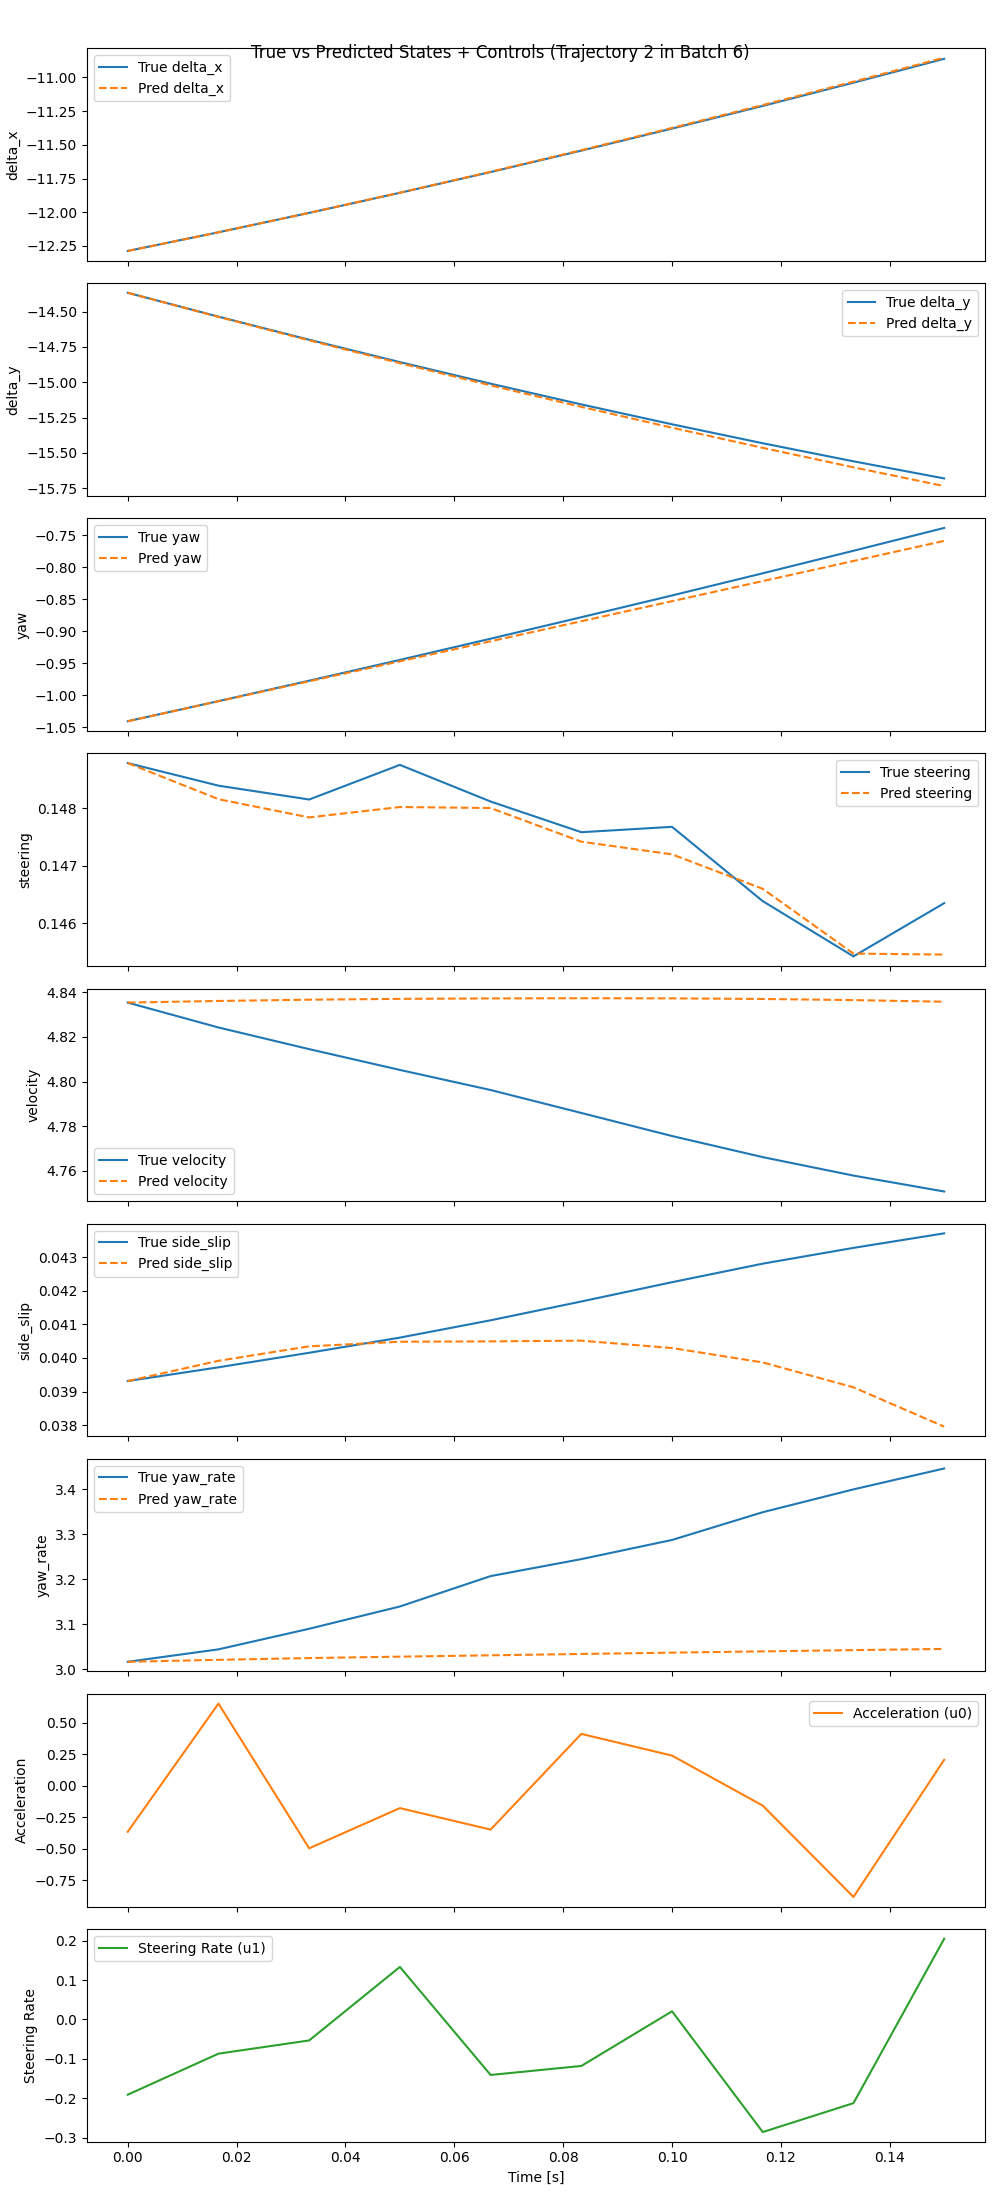 True vs Predicted States + Controls (Trajectory 2 in Batch 6)
True delta_x
Pred delta_x
delta_x
−11.00
−11.25
−11.50
−11.75
−12.00
−12.25
True delta_y
Pred delta_y
delta_y
−14.50
−14.75
−15.00
−15.25
−15.50
−15.75
True yaw
Pred yaw
yaw
−0.75
−0.80
−0.85
−0.90
−0.95
−1.00
−1.05
True steering
Pred steering
steering
0.148
0.147
0.146
4.84
4.82
4.80
4.78
4.76
velocity
True velocity
Pred velocity
True side_slip
Pred side_slip
side_slip
0.043
0.042
0.041
0.040
0.039
0.038
True yaw_rate
Pred yaw_rate
yaw_rate
3.4
3.3
3.2
3.1
3.0
Acceleration (u0)
Acceleration
0.50
0.25
0.00
−0.25
−0.50
−0.75
Steering Rate (u1)
Steering Rate
0.2
0.1
0.0
−0.1
−0.2
−0.3
0.00 0.02 0.04 0.06 0.08 0.10 0.12 0.14
Time [s]